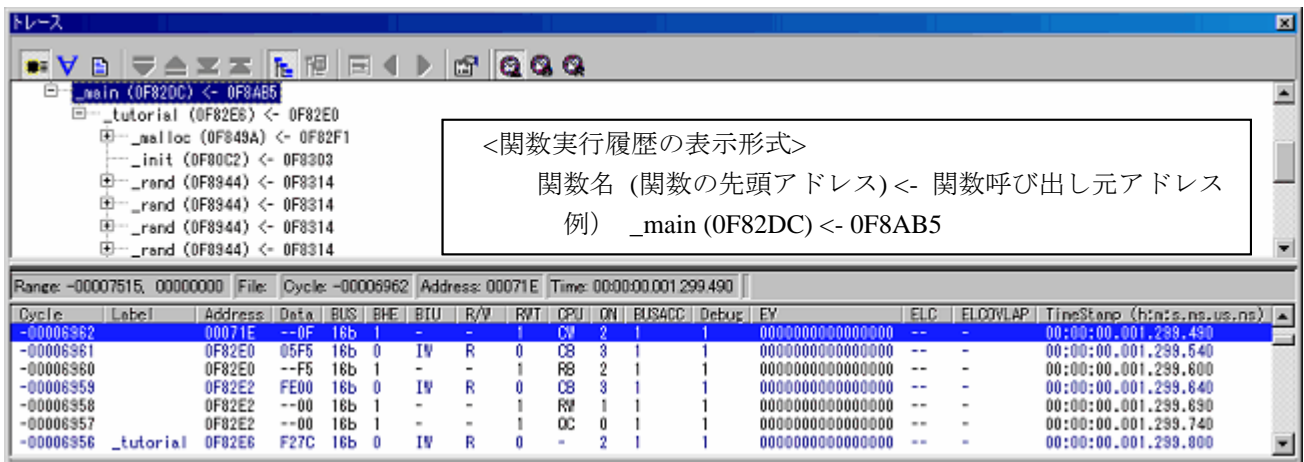 トレース
_main (0F82DC) <- 0F8AB5
_tutorial (0F82E6) <- 0F82E0
_malloc (0F849A) <- 0F82F1
_init (0F80C2) <- 0F8303
_rand (0F8944) <- 0F8314
_rand (0F8944) <- 0F8314
_rand (0F8944) <- 0F8314
_rand (0F8944) <- 0F8314
<関数実行履歴の表示形式>
関数名 (関数の先頭アドレス) <- 関数呼び出し元アドレス
例） _main (0F82DC) <- 0F8AB5
Range: -00007515, 00000000 File: Cycle: -00006962 Address: 00071E Time: 00:00:00.001.299.490
Cycle Label Address Data BUS BHE BIU R/W RWT CPU QN BUSACC Debug EV ELC ELCOVLAP TimeStamp (h:m:s.ms.us.ns)
-00006962 00071E --0F 16b 1 - - 1 CW 2 1 1 0000000000000000 -- - 00:00:00.001.299.490
-00006961 0F82E0 05F5 16b 0 IW R 0 CB 3 1 1 0000000000000000 -- - 00:00:00.001.299.540
-00006960 0F82E0 --F5 16b 1 - - 1 RB 2 1 1 0000000000000000 -- - 00:00:00.001.299.600
-00006959 0F82E2 FE00 16b 0 IW R 0 CB 3 1 1 0000000000000000 -- - 00:00:00.001.299.640
-00006958 0F82E2 --00 16b 1 - - 1 RW 1 1 1 0000000000000000 -- - 00:00:00.001.299.690
-00006957 0F82E2 --00 16b 1 - - 1 OC 0 1 1 0000000000000000 -- - 00:00:00.001.299.740
-00006956 _tutorial 0F82E6 F27C 16b 0 IW R 0 - 2 1 1 0000000000000000 -- - 00:00:00.001.299.800